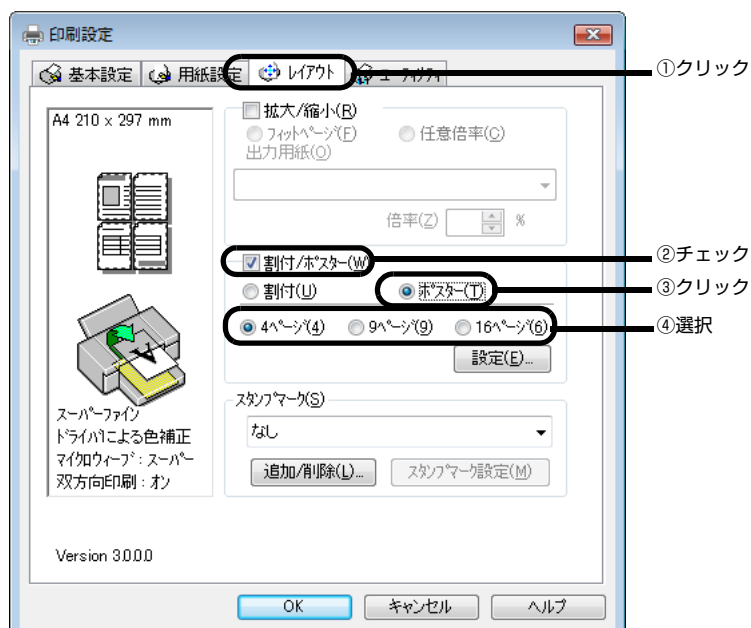 印刷設定
基本設定 用紙設定 レイアウト ユーティリティ
①クリック
A4 210 x 297 mm
拡大/縮小(R)
フィットページ(F) 任意倍率(C)
出力用紙(O)
倍率(Z) %
割付/ポスター(W)
②チェック
割付(U) ポスター(T)
③クリック
4ページ(4) 9ページ(9) 16ページ(6)
④選択
設定(E)...
スタンプマーク(S)
なし
追加/削除(L)... スタンプマーク設定(M)
スーパーファイン
ドライバによる色補正
マイクロウィーブ:スーパー
双方向印刷:オン
Version 3.0.0.0
OK キャンセル ヘルプ